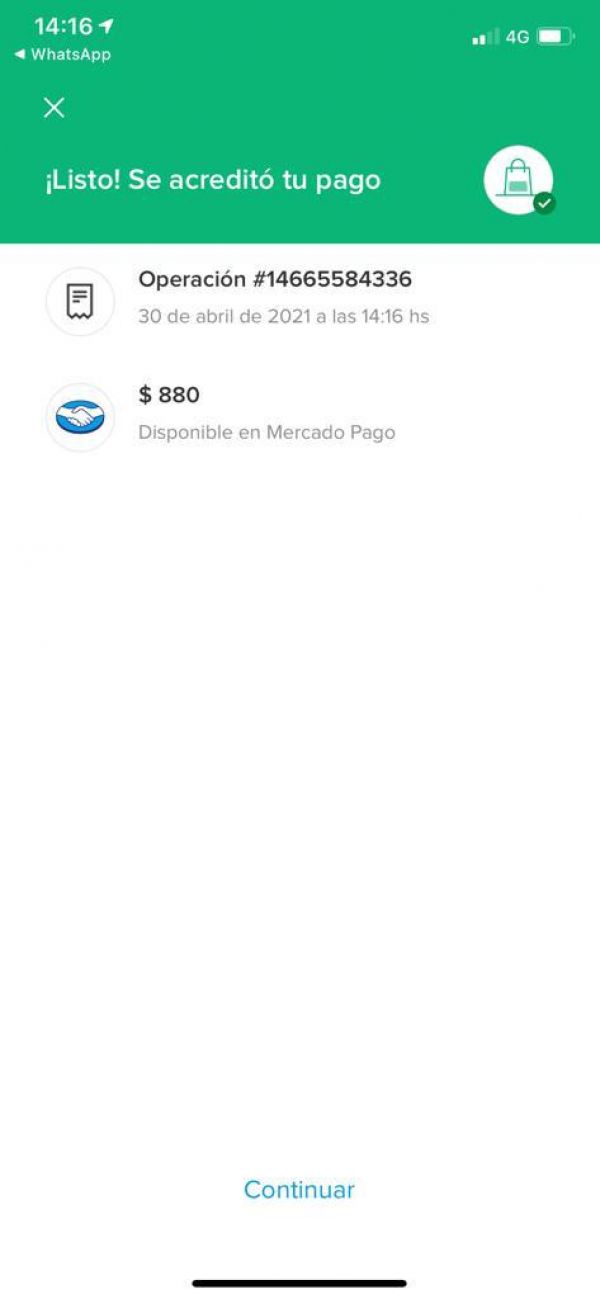 14:16
4G
WhatsApp
¡Listo! Se acreditó tu pago
Operación #14665584336
30 de abril de 2021 a las 14:16 hs
$ 880
Disponible en Mercado Pago
Continuar